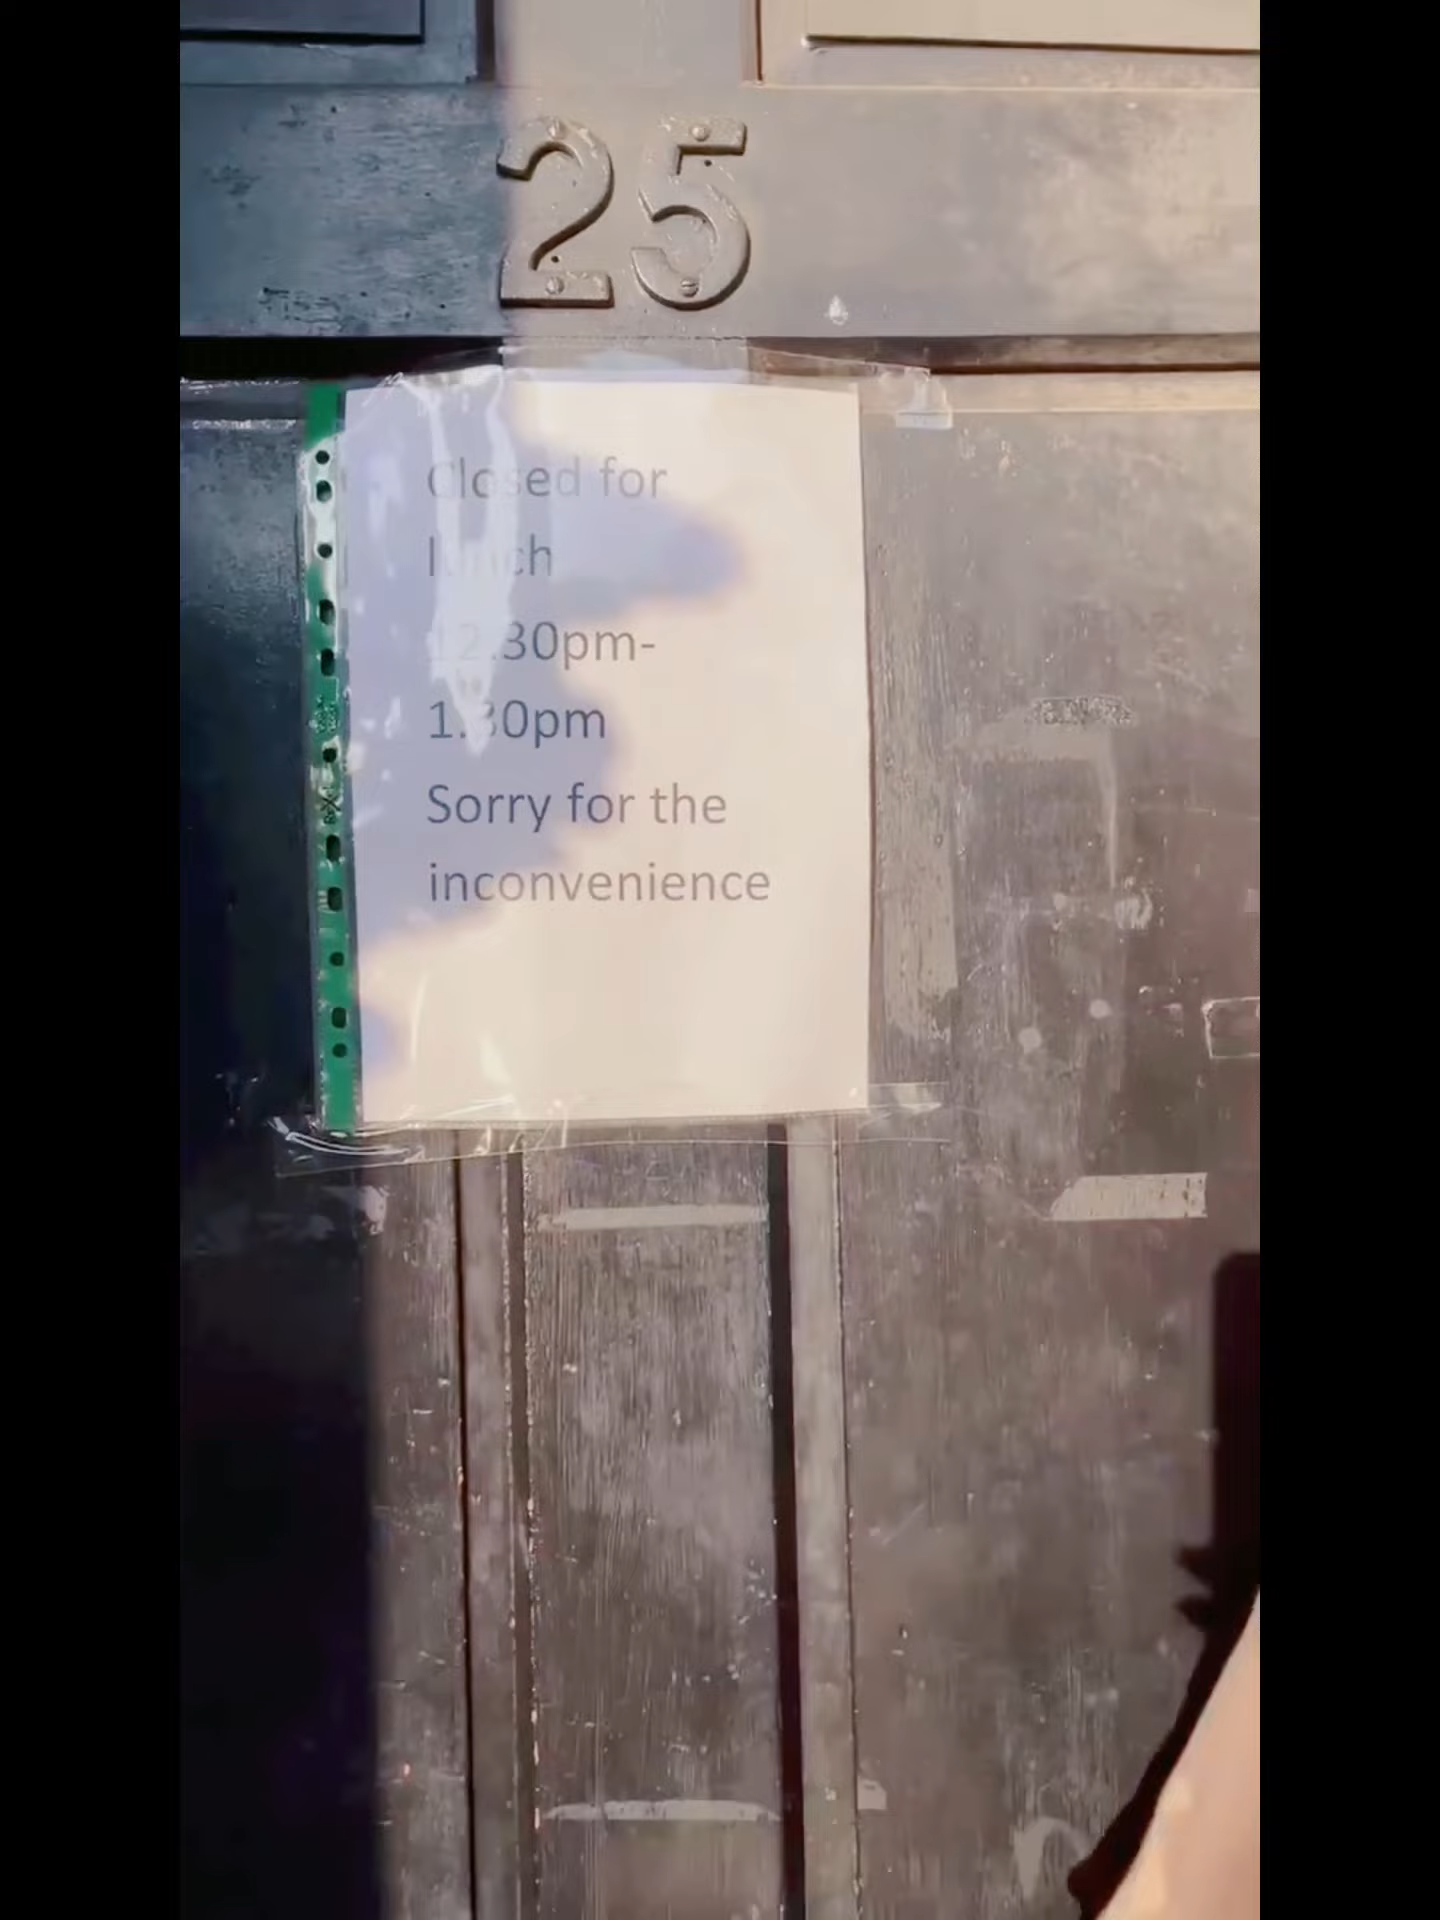 25
Closed for
lunch
12.30pm-
1.30pm
Sorry for the
inconvenience